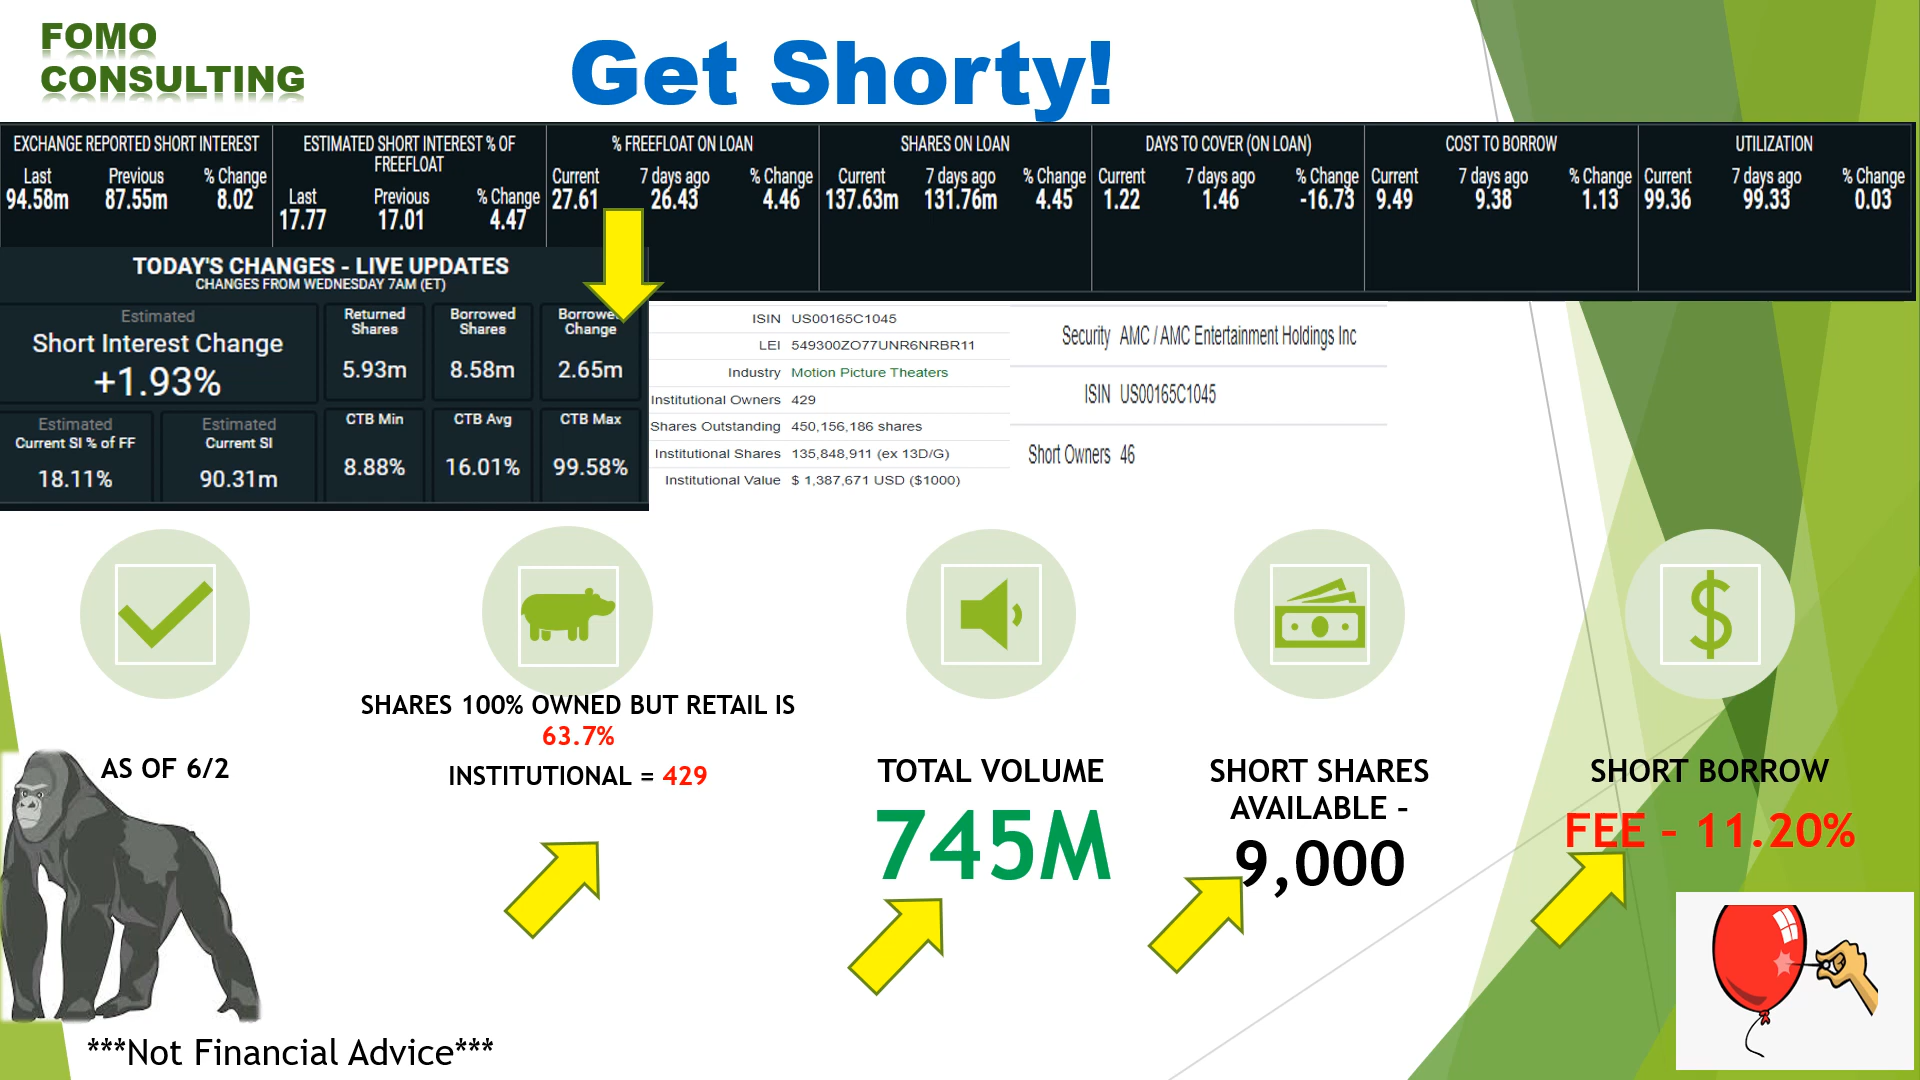 FOMO
CONSULTING
Get Shorty!
EXCHANGE REPORTED SHORT INTEREST
Last Previous % Change
94.58m 87.55m 8.02
ESTIMATED SHORT INTEREST % OF
FREEFLOAT
Last Previous % Change
17.77 17.01 4.47
% FREEFLOAT ON LOAN
Current 7 days ago % Change
27.61 26.43 4.46
SHARES ON LOAN
Current 7 days ago % Change
137.63m 131.76m 4.45
DAYS TO COVER (ON LOAN)
Current 7 days ago % Change
1.22 1.46 -16.73
COST TO BORROW
Current 7 days ago % Change
9.49 9.38 1.13
UTILIZATION
Current 7 days ago % Change
99.36 99.33 0.03
TODAY'S CHANGES - LIVE UPDATES
CHANGES FROM WEDNESDAY 7AM (ET)
Estimated
Short Interest Change
+1.93%
Returned
Shares
5.93m
Borrowed
Shares
8.58m
Borrowed
Change
2.65m
Estimated
Current SI % of FF
18.11%
Estimated
Current SI
90.31m
CTB Min
8.88%
CTB Avg
16.01%
CTB Max
99.58%
ISIN US00165C1045
LEI 549300ZO77UNR6NRBR11
Industry Motion Picture Theaters
Institutional Owners 429
Shares Outstanding 450,156,186 shares
Institutional Shares 135,848,911 (ex 13D/G)
Institutional Value $ 1,387,671 USD ($1000)
Security AMC / AMC Entertainment Holdings Inc
ISIN US00165C1045
Short Owners 46
AS OF 6/2
SHARES 100% OWNED BUT RETAIL IS
63.7%
INSTITUTIONAL = 429
TOTAL VOLUME
745M
SHORT SHARES
AVAILABLE –
9,000
SHORT BORROW
FEE – 11.20%
***Not Financial Advice***